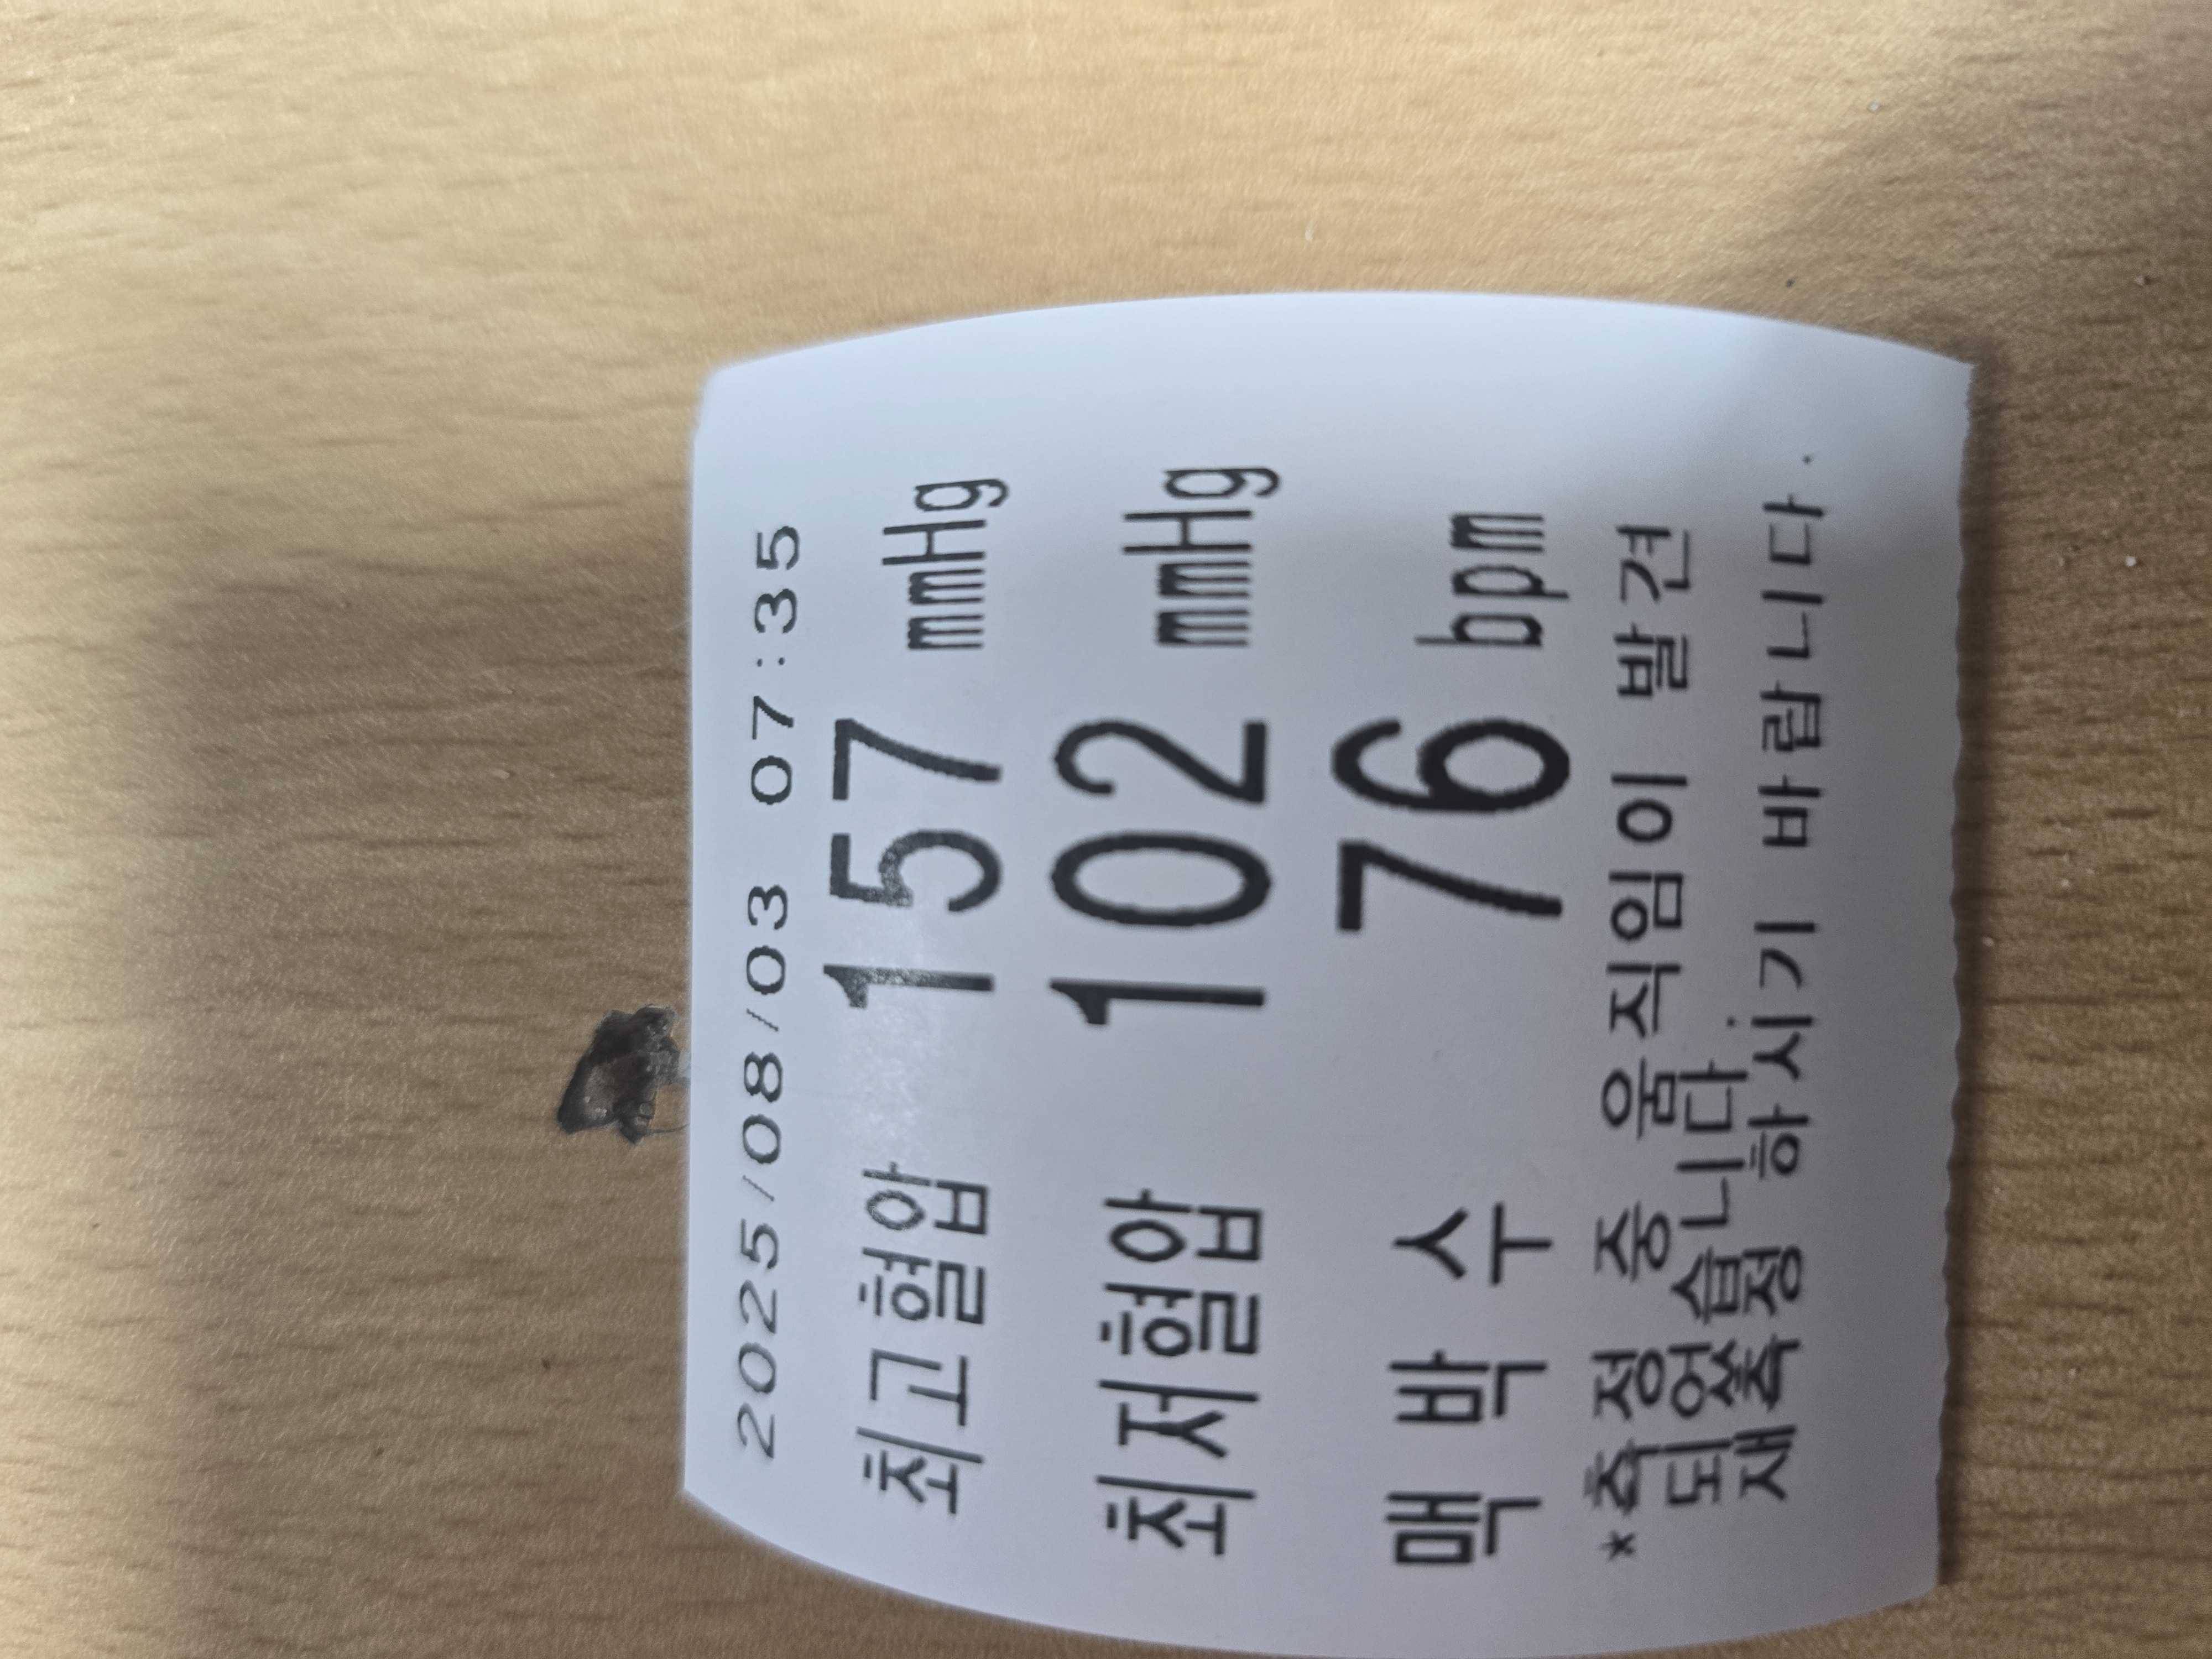 2025/08/03 07:35
최고혈압 157 mmHg
최저혈압 102 mmHg
맥 박 수 76 bpm
*측정 중 움직임이 발견
되었습니다
재측정 하시기 바랍니다.